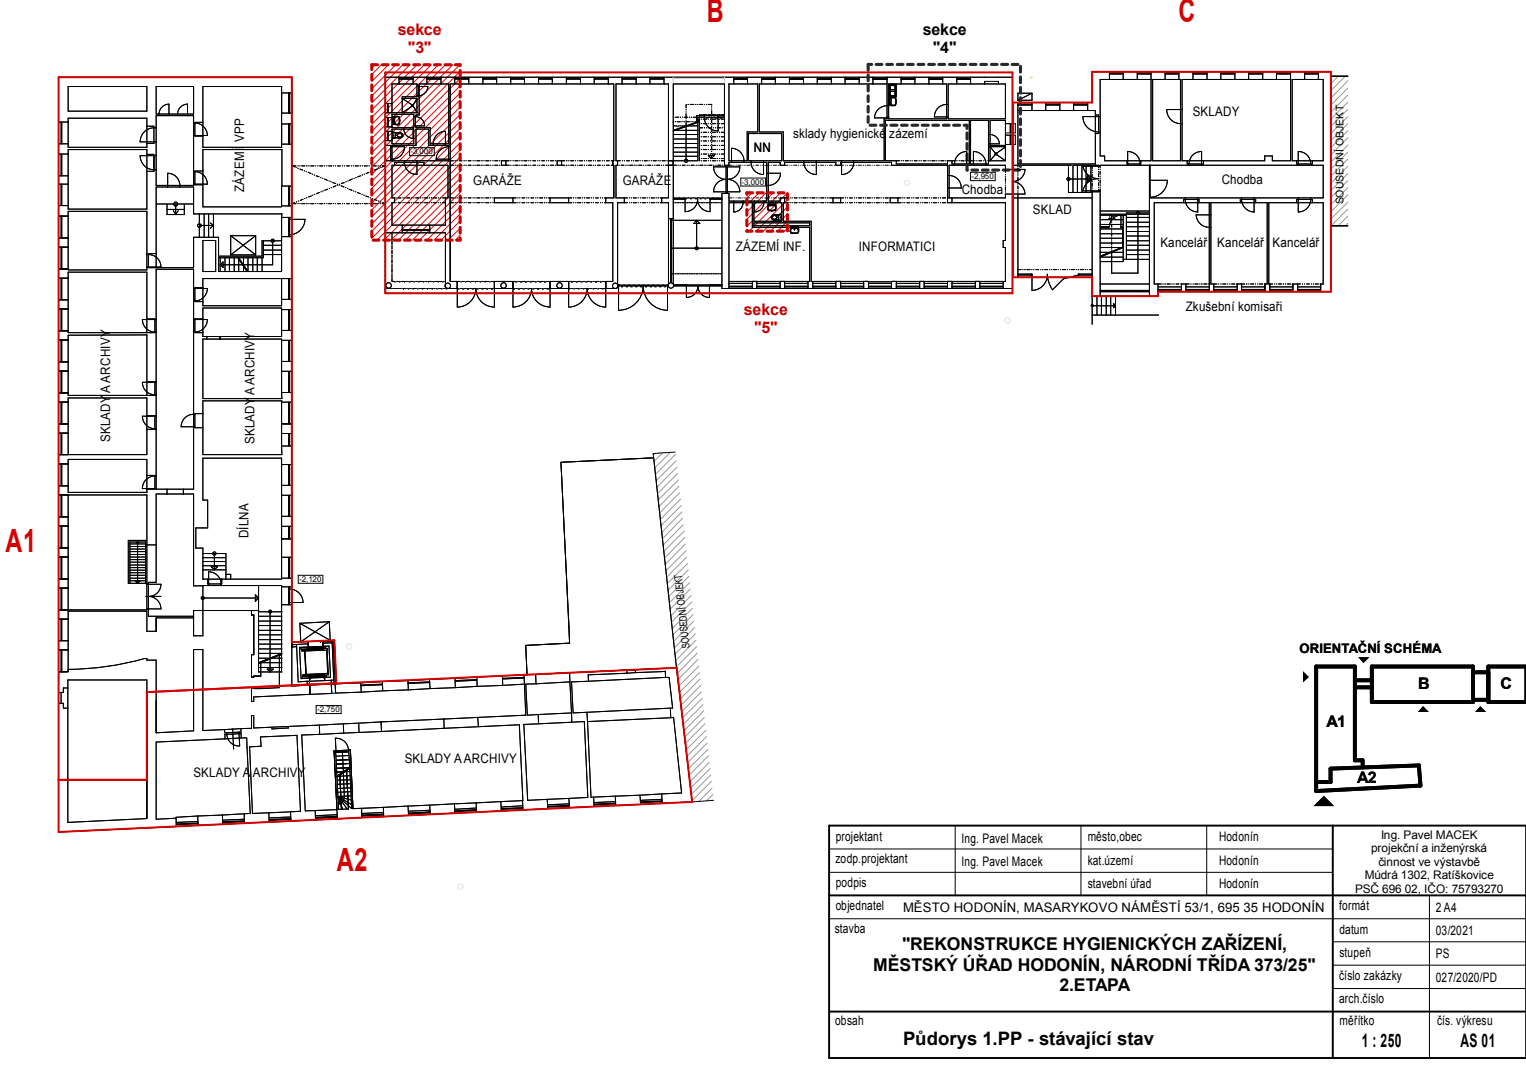 B
C
sekce
"3"
sekce
"4"
ZÁZEMÍ VPP
-3,000
GARÁŽE
GARÁŽE
sklady hygienické zázemí
NN
-3,000
Chodba
-2,950
SKLADY
SOUSEDNÍ OBJEKT
Chodba
SKLAD
ZÁZEMÍ INF.
INFORMATICI
Kancelář
Kancelář
Kancelář
Zkušební komisaři
sekce
"5"
SKLADY A ARCHIVY
SKLADY A ARCHIVY
A1
DÍLNA
-2,120
SOUSEDNÍ OBJEKT
-2,750
SKLADY A ARCHIVY
SKLADY A ARCHIVY
A2
ORIENTAČNÍ SCHÉMA
B
C
A1
A2
projektant Ing. Pavel Macek město,obec Hodonín
zodp.projektant Ing. Pavel Macek kat.území Hodonín
podpis stavební úřad Hodonín
Ing. Pavel MACEK
projekční a inženýrská
činnost ve výstavbě
Múdrá 1302, Ratíškovice
PSČ 696 02, IČO: 75793270
objednatel MĚSTO HODONÍN, MASARYKOVO NÁMĚSTÍ 53/1, 695 35 HODONÍN
formát 2 A4
stavba
"REKONSTRUKCE HYGIENICKÝCH ZAŘÍZENÍ,
MĚSTSKÝ ÚŘAD HODONÍN, NÁRODNÍ TŘÍDA 373/25"
2.ETAPA
datum 03/2021
stupeň PS
číslo zakázky 027/2020/PD
arch.číslo
obsah
Půdorys 1.PP - stávající stav
měřítko čís. výkresu
1 : 250 AS 01